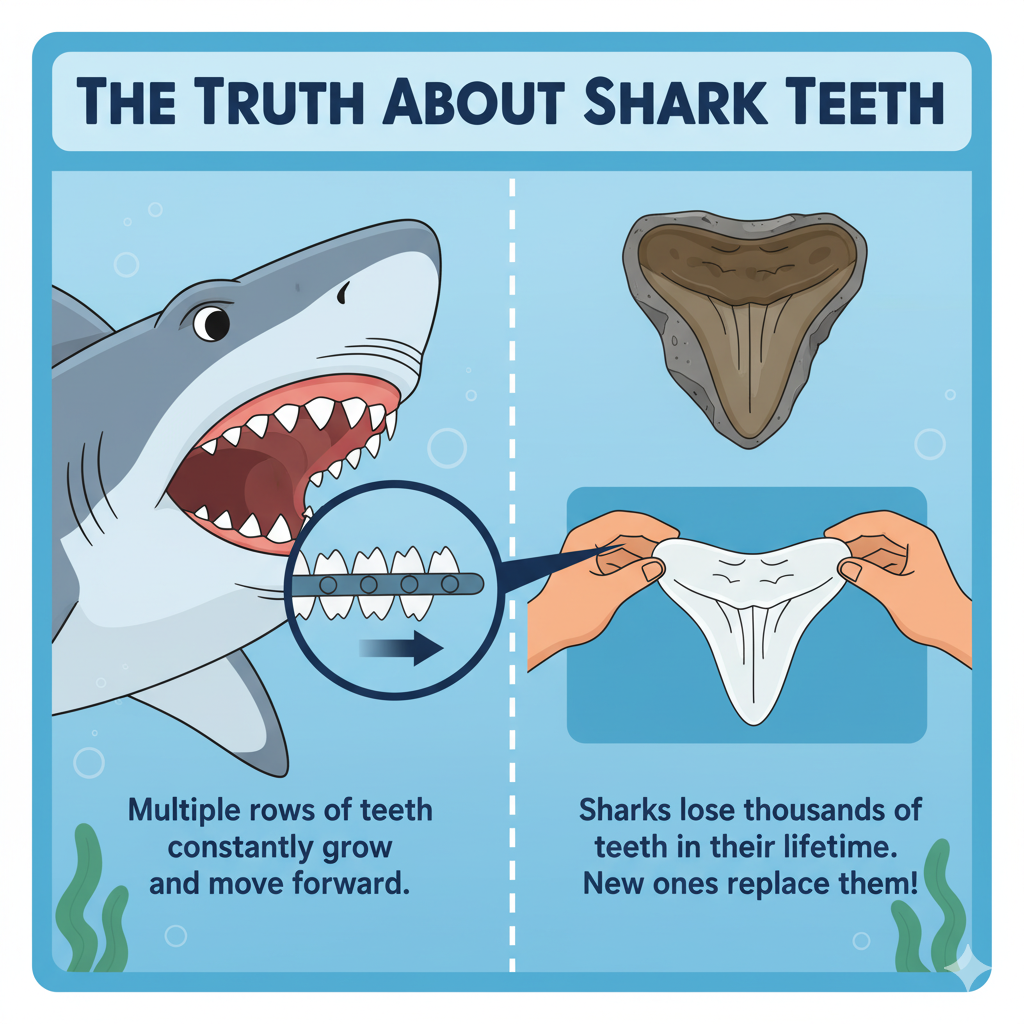 The Truth About Shark Teeth
Multiple rows of teeth
constantly grow
and move forward.
Sharks lose thousands of
teeth in their lifetime.
New ones replace them!